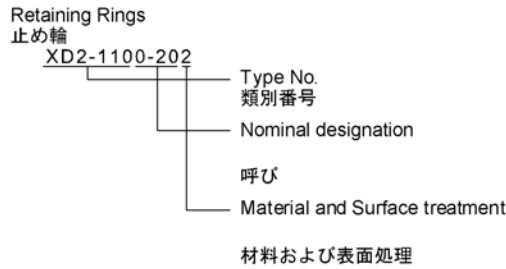 Retaining Rings
止め輪
XD2-1100-202
Type No.
類別番号
Nominal designation
呼び
Material and Surface treatment
材料および表面処理